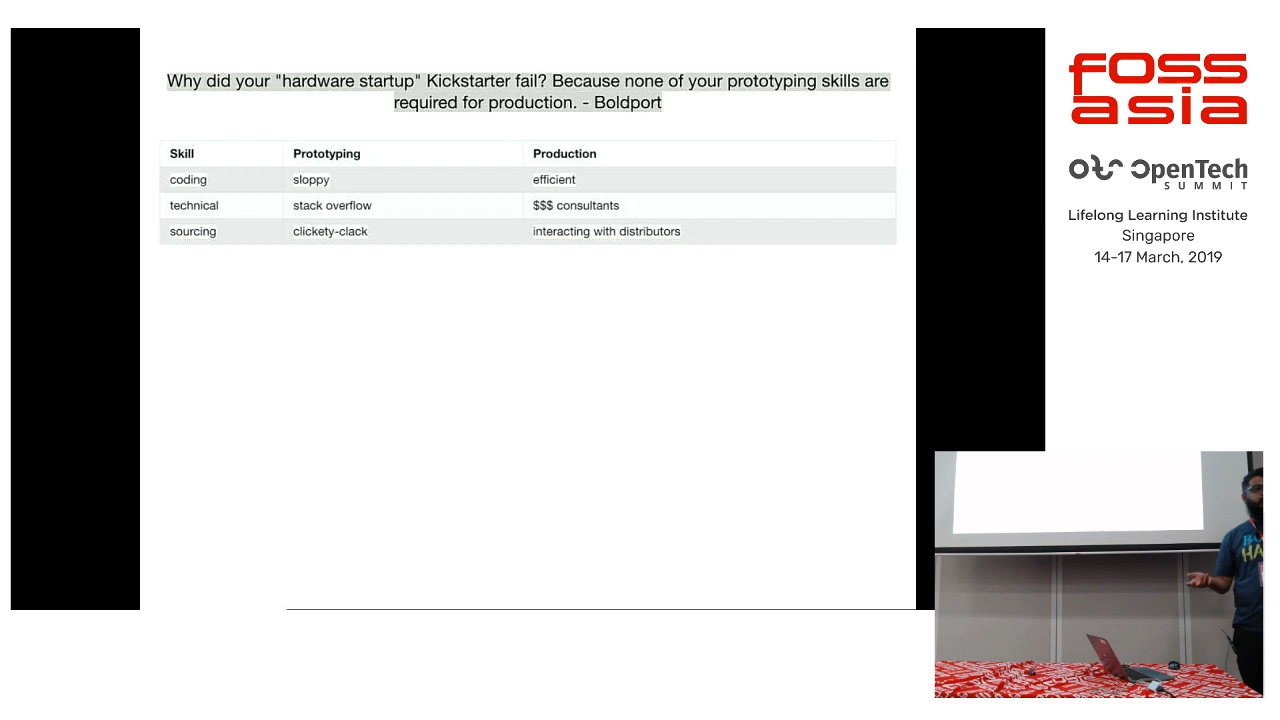 Why did your "hardware startup" Kickstarter fail? Because none of your prototyping skills are
required for production. - Boldport
Skill Prototyping Production
coding sloppy efficient
technical stack overflow $$$ consultants
sourcing clickety-clack interacting with distributors
FOSS
asia
OpenTech
SUMMIT
Lifelong Learning Institute
Singapore
14-17 March, 2019